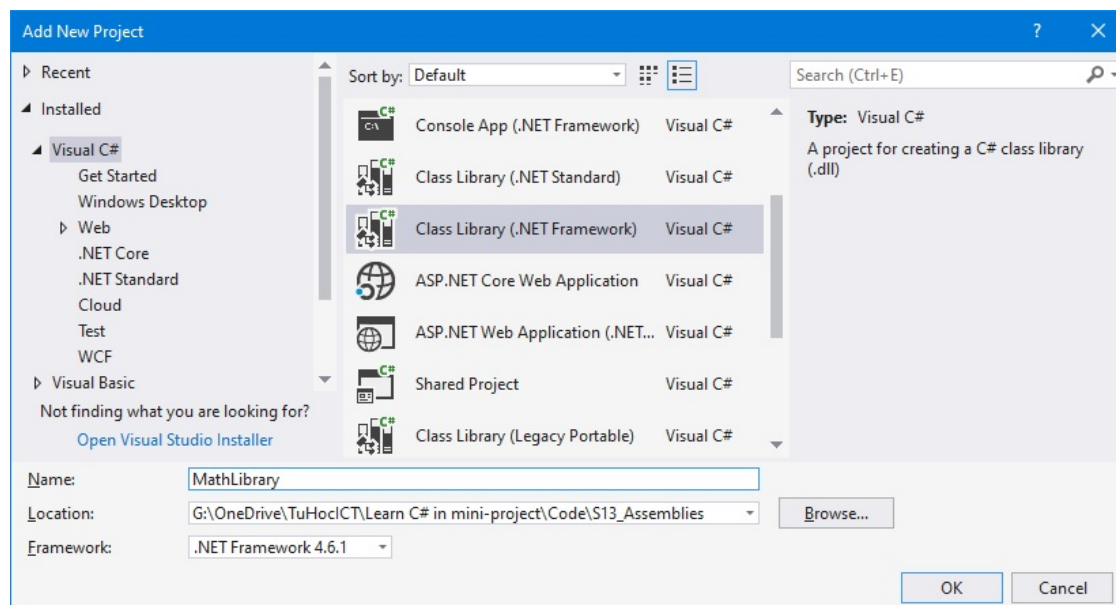 Add New Project
?
Recent
Installed
Visual C#
Get Started
Windows Desktop
Web
.NET Core
.NET Standard
Cloud
Test
WCF
Visual Basic
Not finding what you are looking for?
Open Visual Studio Installer
Sort by: Default
C# Console App (.NET Framework) Visual C#
C# Class Library (.NET Standard) Visual C#
C# Class Library (.NET Framework) Visual C#
ASP.NET Core Web Application Visual C#
ASP.NET Web Application (.NET... Visual C#
C# Shared Project Visual C#
C# Class Library (Legacy Portable) Visual C#
Search (Ctrl+E)
Type: Visual C#
A project for creating a C# class library
(.dll)
Name: MathLibrary
Location: G:\OneDrive\TuHocICT\Learn C# in mini-project\Code\S13_Assemblies Browse...
Framework: .NET Framework 4.6.1
OK Cancel